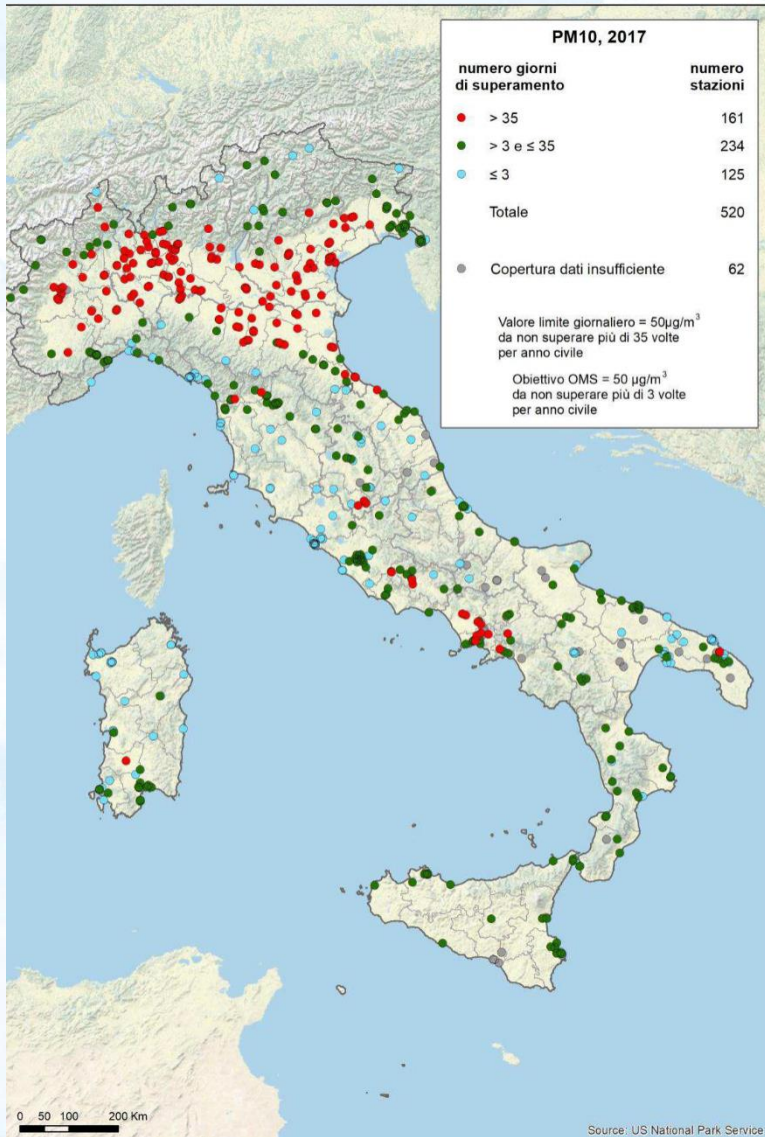 PM10, 2017
numero giorni di superamento
numero stazioni
> 35 161
> 3 e ≤ 35 234
≤ 3 125
Totale 520
Copertura dati insufficiente 62
Valore limite giornaliero = 50µg/m³
da non superare più di 35 volte
per anno civile
Obiettivo OMS = 50 µg/m³
da non superare più di 3 volte
per anno civile
0 50 100 200 Km
Source: US National Park Service